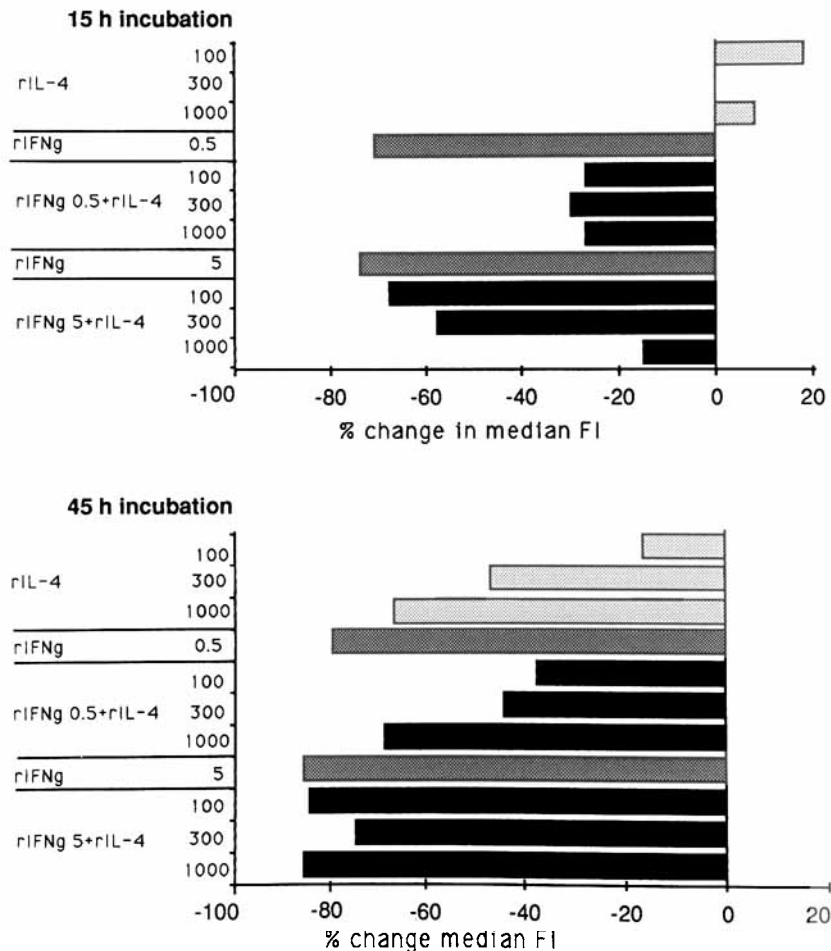 15 h incubation
100
rIL-4 300
1000
rIFNg 0.5
100
rIFNg 0.5+rIL-4 300
1000
rIFNg 5
100
rIFNg 5+rIL-4 300
1000
-100 -80 -60 -40 -20 0 20
% change in median FI
45 h incubation
100
rIL-4 300
1000
rIFNg 0.5
100
rIFNg 0.5+rIL-4 300
1000
rIFNg 5
100
rIFNg 5+rIL-4 300
1000
-100 -80 -60 -40 -20 0 20
% change median FI